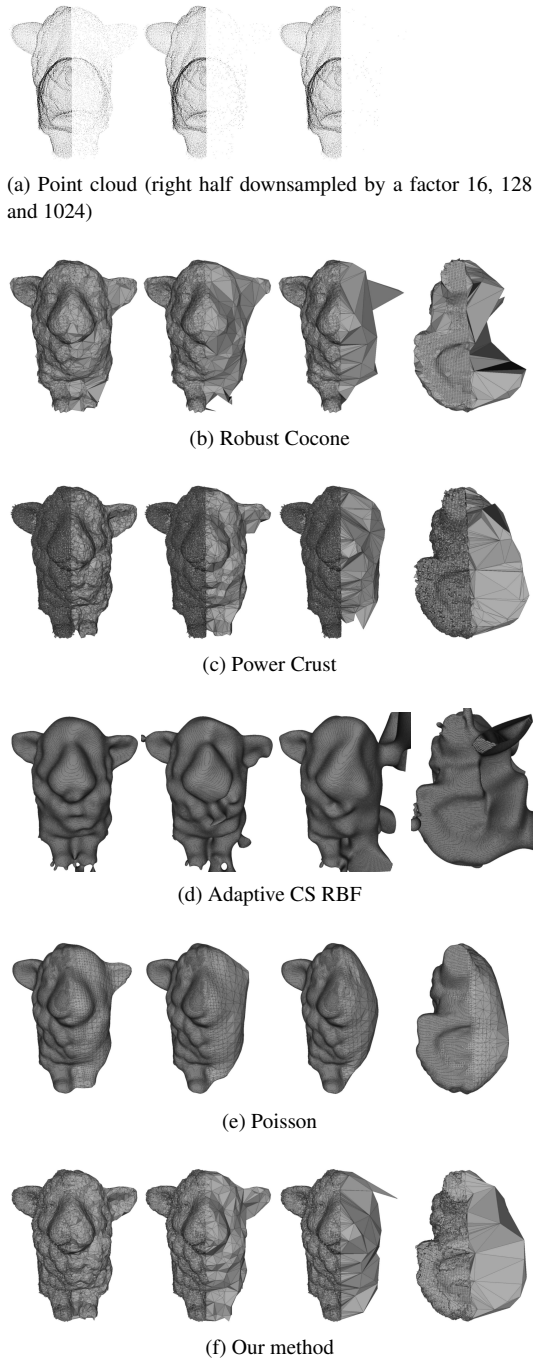 (a) Point cloud (right half downsampled by a factor 16, 128
and 1024)
(b) Robust Cocone
(c) Power Crust
(d) Adaptive CS RBF
(e) Poisson
(f) Our method